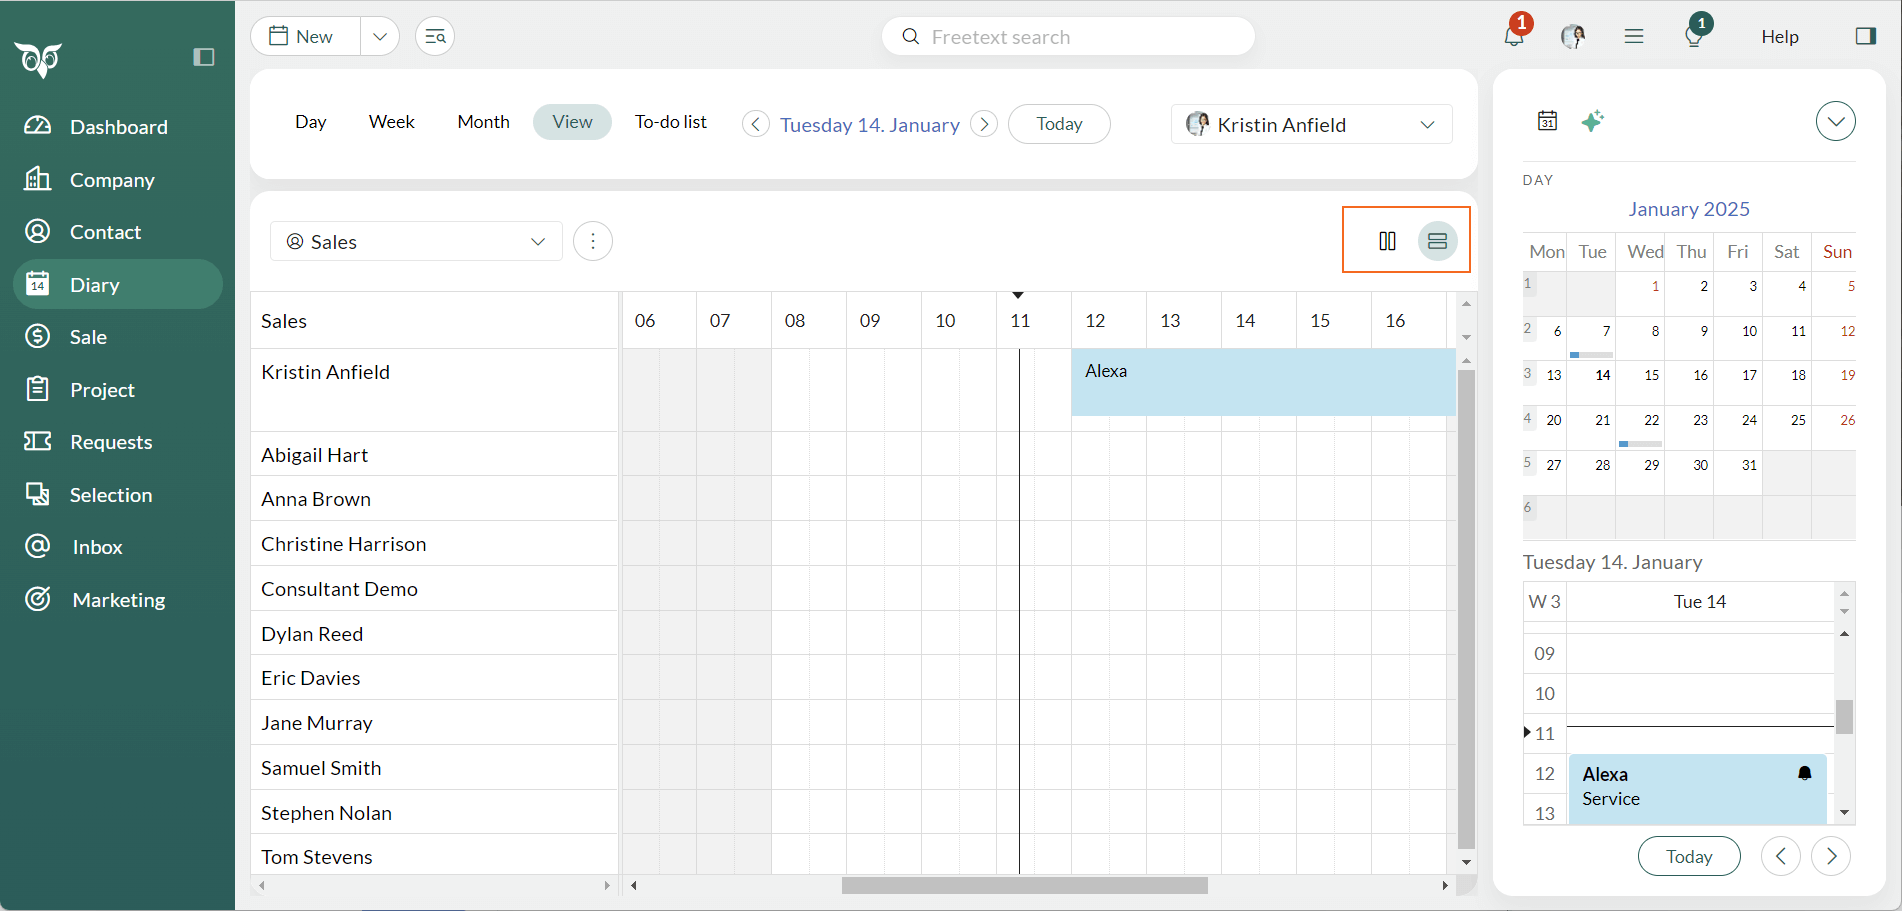 New
Freetext search
1
1
Help
Dashboard
Company
Contact
14
Diary
Sale
Project
Requests
Selection
Inbox
Marketing
Day Week Month View To-do list Tuesday 14. January Today Kristin Anfield
Sales
Sales 06 07 08 09 10 11 12 13 14 15 16
Kristin Anfield Alexa
Abigail Hart
Anna Brown
Christine Harrison
Consultant Demo
Dylan Reed
Eric Davies
Jane Murray
Samuel Smith
Stephen Nolan
Tom Stevens
31
DAY
January 2025
Mon Tue Wed Thu Fri Sat Sun
1 1 2 3 4 5
2 6 7 8 9 10 11 12
3 13 14 15 16 17 18 19
4 20 21 22 23 24 25 26
5 27 28 29 30 31
6
Tuesday 14. January
W 3 Tue 14
09
10
11
12 Alexa
Service
13
Today